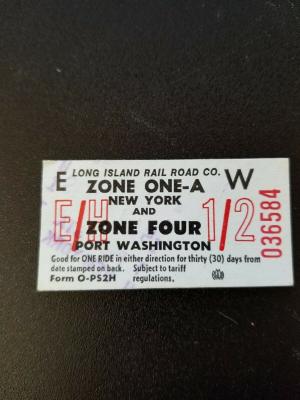 LONG ISLAND RAIL ROAD CO.
E ZONE ONE-A W
NEW YORK
E/H AND 1/2
ZONE FOUR
PORT WASHINGTON
036584
Good for ONE RIDE in either direction for thirty (30) days from
date stamped on back. Subject to tariff
Form O-PS2H regulations.